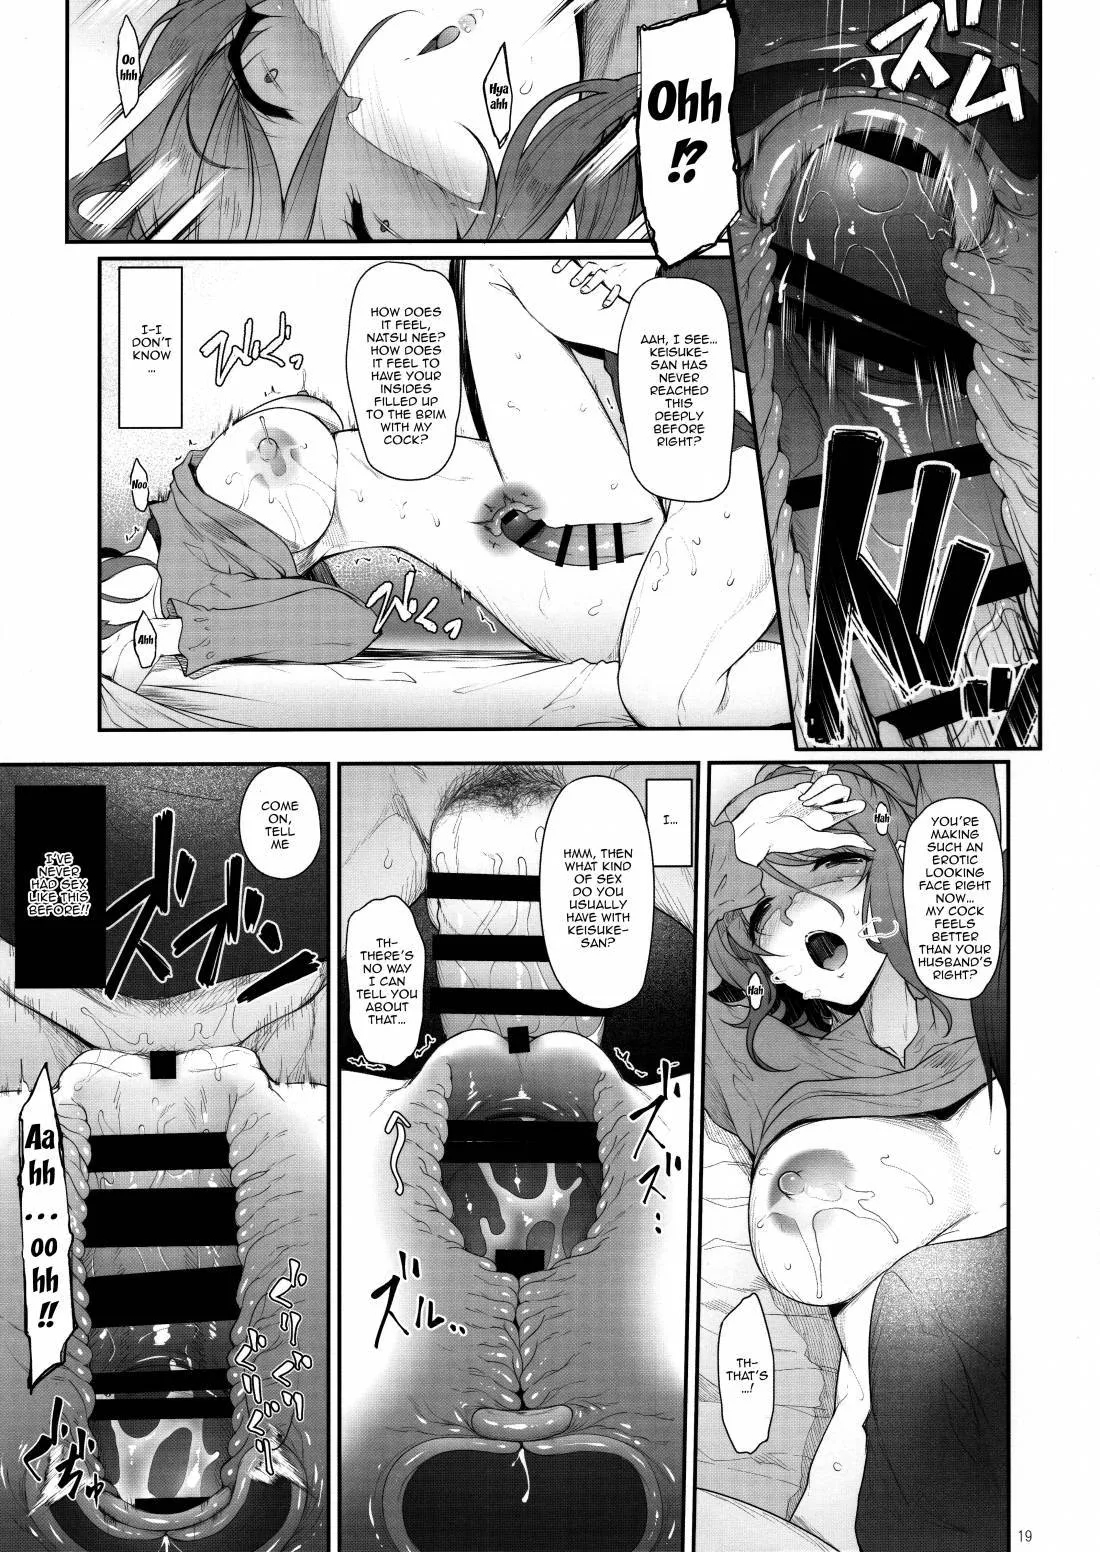 ズム
Ohh
!?
Hya
ahh
Oo
hhh
AAH, I SEE...
KEISUKE-
SAN HAS
NEVER
REACHED
THIS
DEEPLY
BEFORE
RIGHT?
HOW DOES
IT FEEL,
NATSU NEE?
HOW DOES
IT FEEL TO
HAVE YOUR
INSIDES
FILLED UP
TO THE BRIM
WITH MY
COCK?
I-I
DON'T
KNOW
...
Noo
Ahh
YOU'RE
MAKING
SUCH AN
EROTIC
LOOKING
FACE RIGHT
NOW...
MY COCK
FEELS
BETTER
THAN YOUR
HUSBAND'S
RIGHT?
Hah
Hah
TH-
THAT'S
...!
I...
HMM, THEN
WHAT KIND
OF SEX
DO YOU
USUALLY
HAVE WITH
KEISUKE-
SAN?
TH-
THERE'S
NO WAY
I CAN
TELL YOU
ABOUT
THAT...
ズズ
ズル..
COME
ON,
TELL
ME
I'VE
NEVER
HAD SEX
LIKE THIS
BEFORE!!
ズズン
Aa
hh
...
oo
hh
!!
19